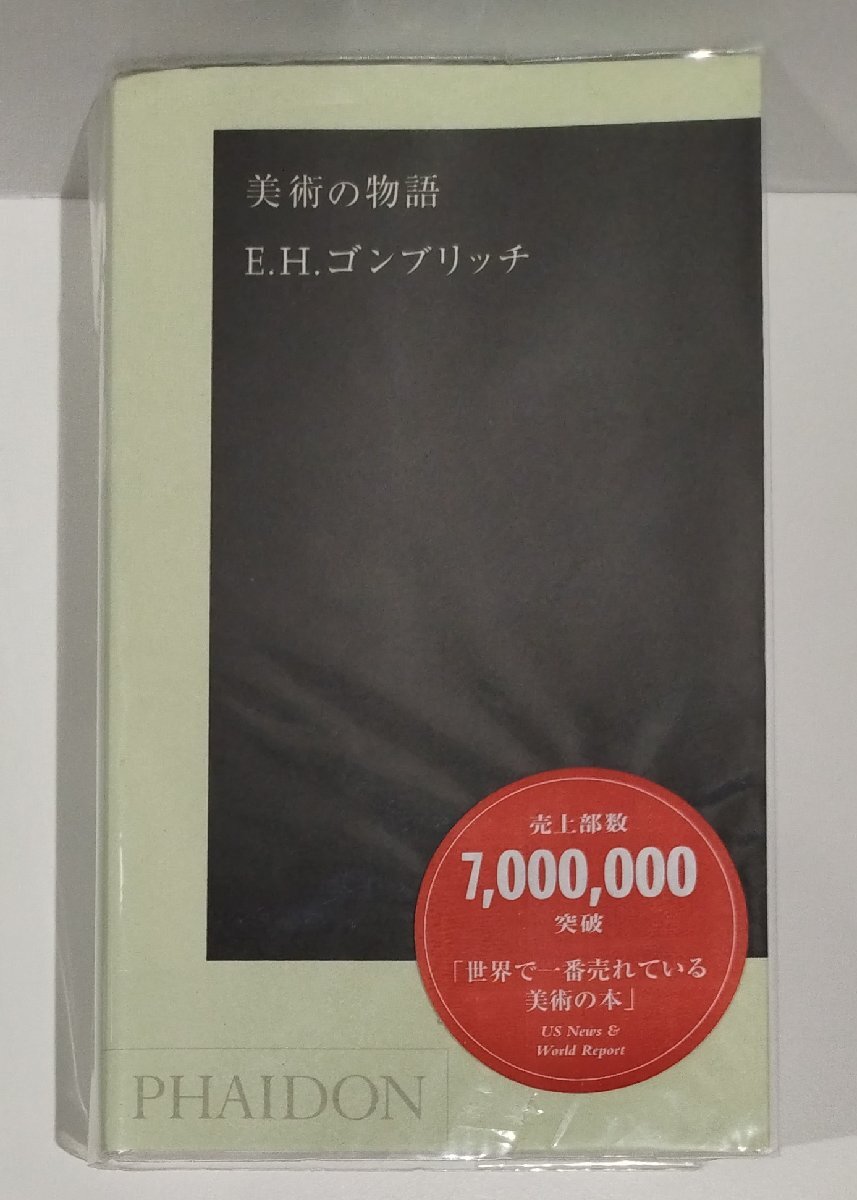 美術の物語
E.H.ゴンブリッチ
売上部数
7,000,000
突破
「世界で一番売れている
美術の本」
US News &
World Report
PHAIDON